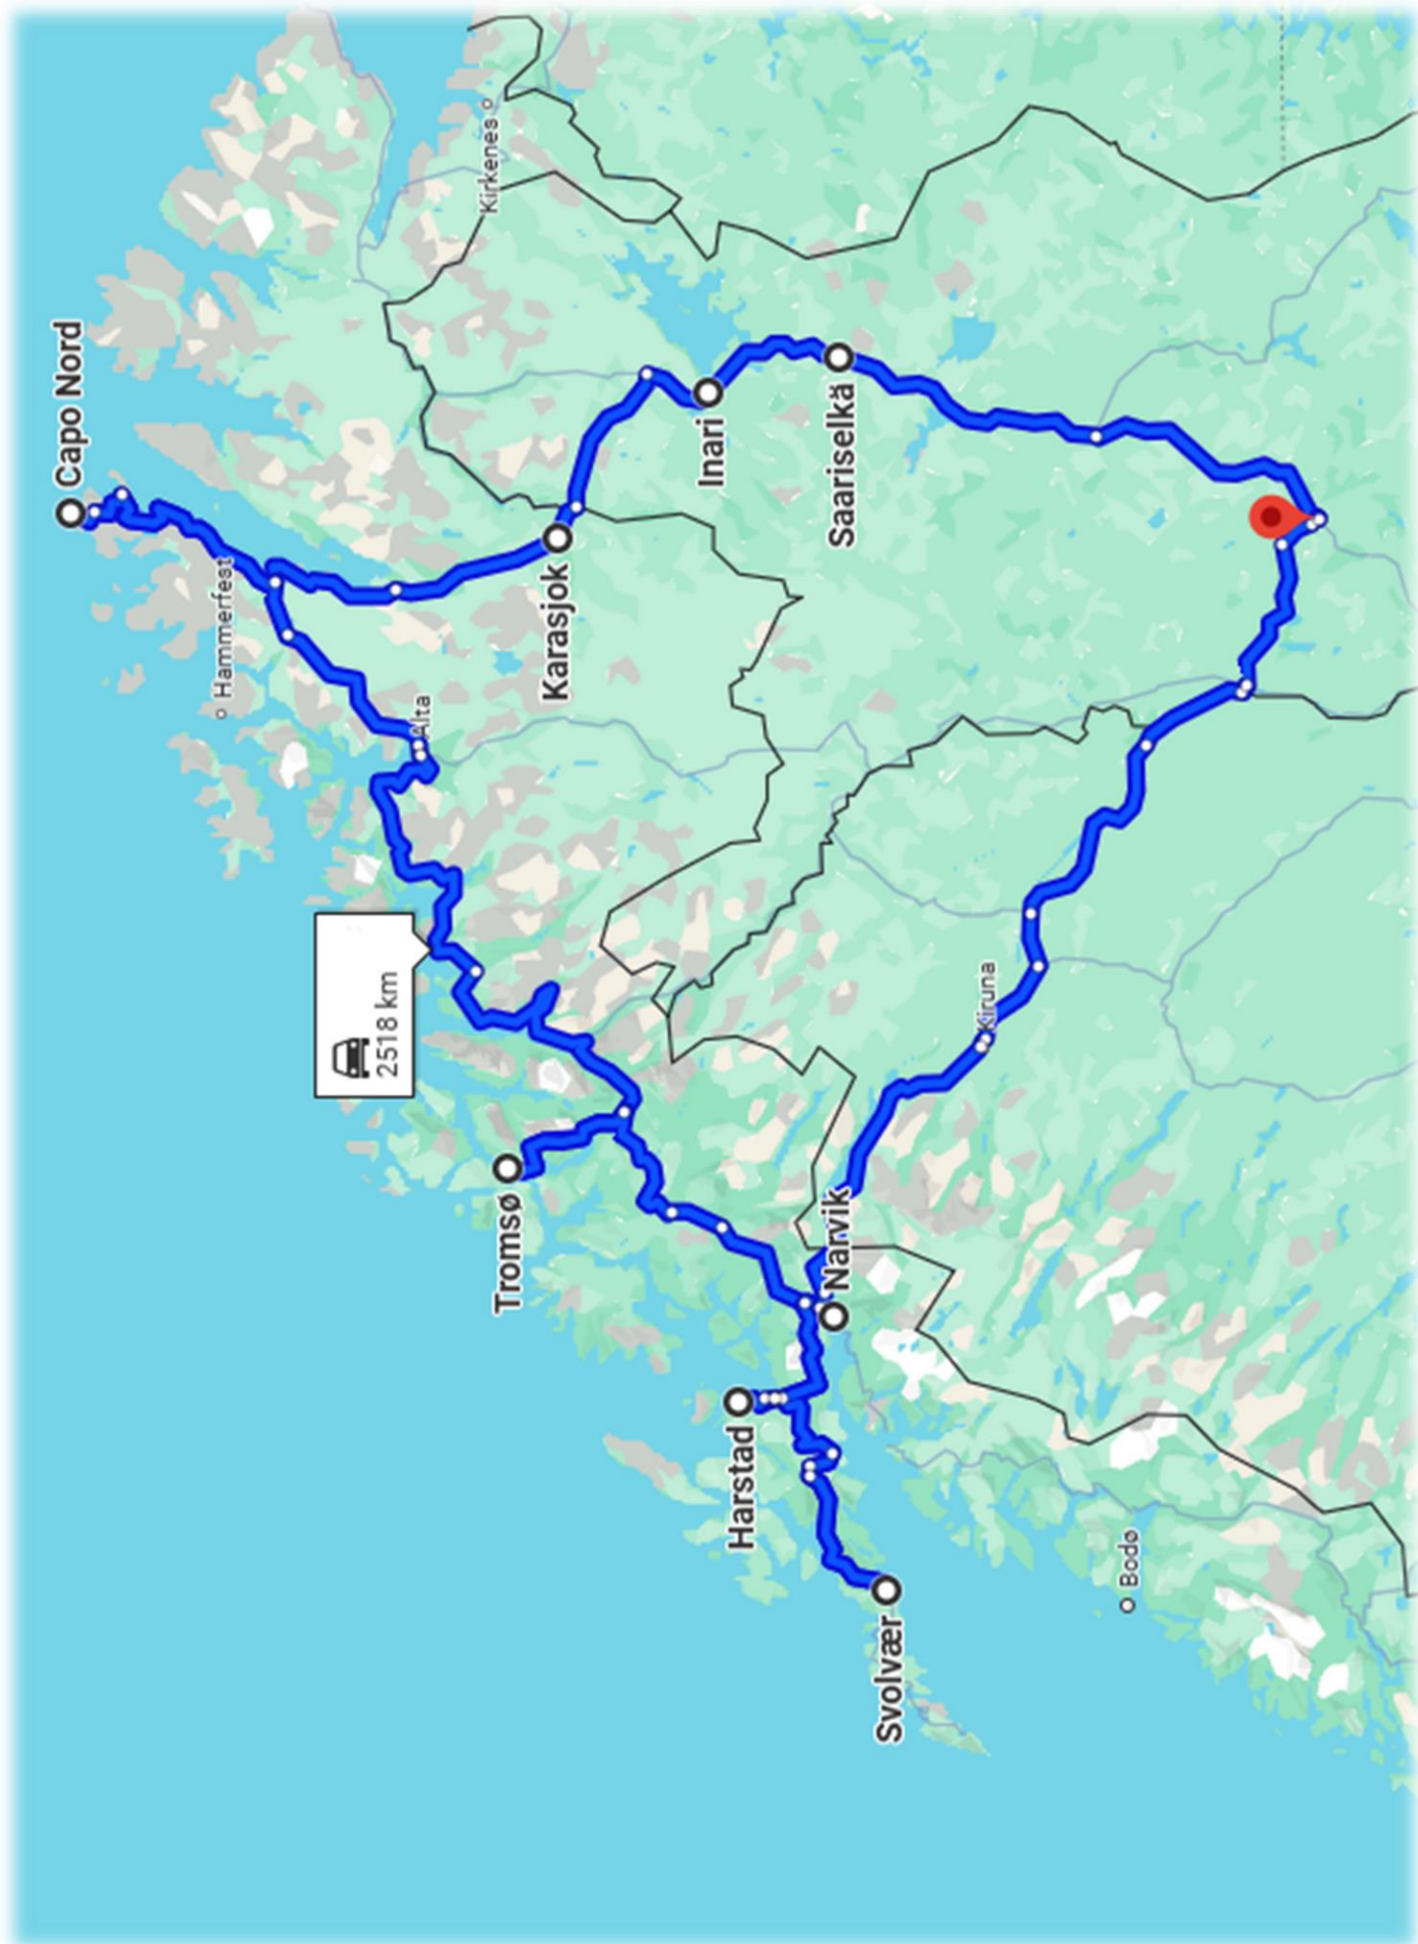 Capo Nord
Kirkenes
Hammerfest
Alta
Karasjok
Inari
Saariselkä
2518 km
Tromsø
Kiruna
Narvik
Harstad
Svolvær
Bodø